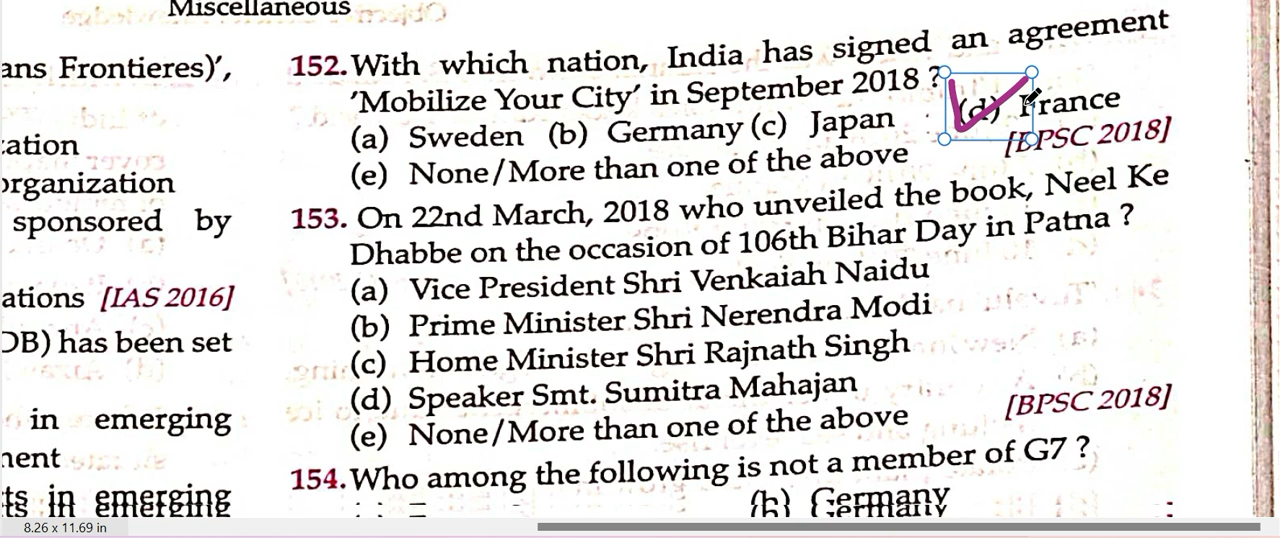 Miscellaneous
ans Frontieres)',
ation
organization
sponsored by
ations [IAS 2016]
DB) has been set
in emerging
nent
ts in emerging
152. With which nation, India has signed an agreement
'Mobilize Your City' in September 2018 ?
(a) Sweden (b) Germany (c) Japan (d) France
(e) None/More than one of the above [BPSC 2018]
153. On 22nd March, 2018 who unveiled the book, Neel Ke
Dhabbe on the occasion of 106th Bihar Day in Patna ?
(a) Vice President Shri Venkaiah Naidu
(b) Prime Minister Shri Nerendra Modi
(c) Home Minister Shri Rajnath Singh
(d) Speaker Smt. Sumitra Mahajan
(e) None/More than one of the above [BPSC 2018]
154. Who among the following is not a member of G7 ?
(b) Germany
8.26 x 11.69 in